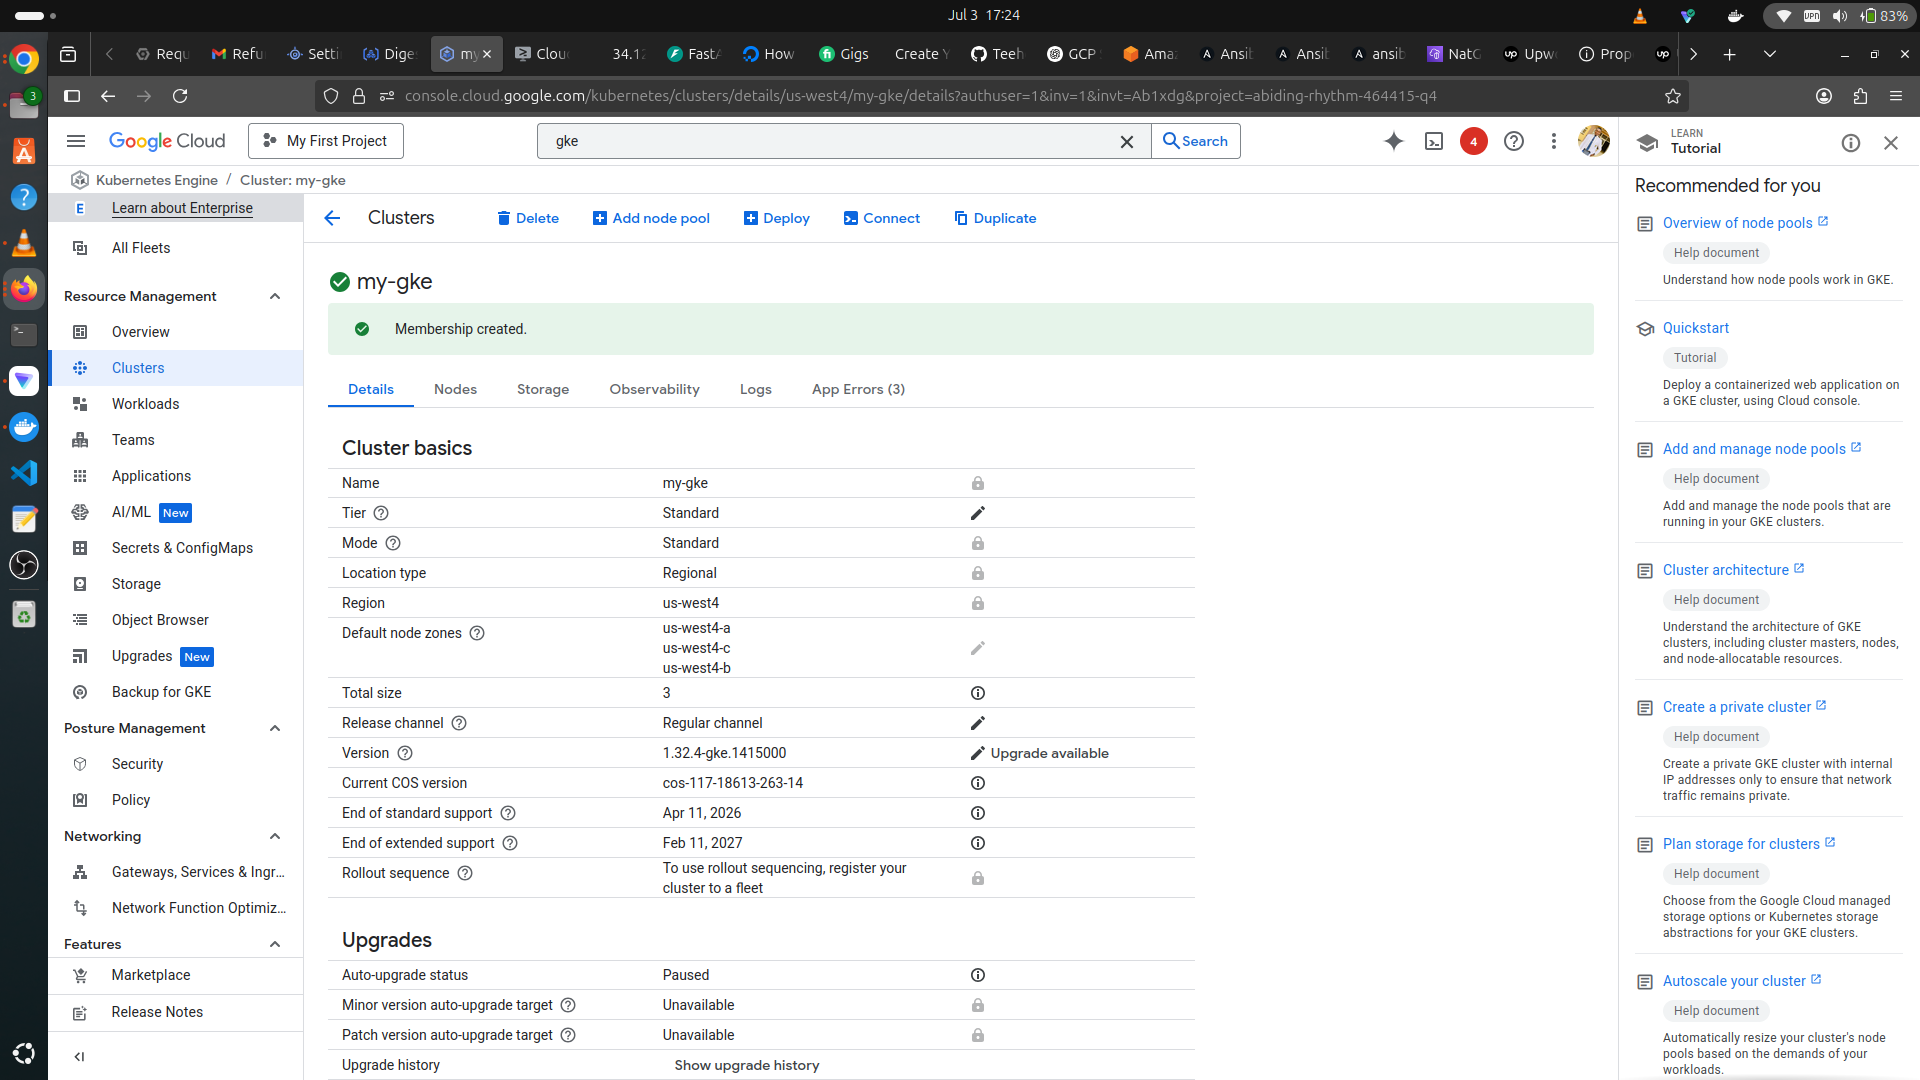 Jul 3 17:24
83%
3
Requ
Refu
Setti
Dige
my
Clou
34.12
FastA
How
Gigs
Create Y
Teeh
GCP
Ama
Ansib
Ansib
ansib
NatG
Upw
Prop
console.cloud.google.com/kubernetes/clusters/details/us-west4/my-gke/details?authuser=1&inv=1&invt=Ab1xdg&project=abiding-rhythm-464415-q4
Google Cloud
My First Project
gke
Search
4
LEARN
Tutorial
Kubernetes Engine / Cluster: my-gke
E Learn about Enterprise
All Fleets
Resource Management
Overview
Clusters
Workloads
Teams
Applications
AI/ML New
Secrets & ConfigMaps
Storage
Object Browser
Upgrades New
Backup for GKE
Posture Management
Security
Policy
Networking
Gateways, Services & Ingr...
Network Function Optimiz...
Features
Marketplace
Release Notes
Clusters
Delete
Add node pool
Deploy
Connect
Duplicate
my-gke
Membership created.
Details
Nodes
Storage
Observability
Logs
App Errors (3)
Cluster basics
Name my-gke
Tier Standard
Mode Standard
Location type Regional
Region us-west4
Default node zones us-west4-a
us-west4-c
us-west4-b
Total size 3
Release channel Regular channel
Version 1.32.4-gke.1415000 Upgrade available
Current COS version cos-117-18613-263-14
End of standard support Apr 11, 2026
End of extended support Feb 11, 2027
Rollout sequence To use rollout sequencing, register your
cluster to a fleet
Upgrades
Auto-upgrade status Paused
Minor version auto-upgrade target Unavailable
Patch version auto-upgrade target Unavailable
Upgrade history Show upgrade history
Recommended for you
Overview of node pools
Help document
Understand how node pools work in GKE.
Quickstart
Tutorial
Deploy a containerized web application on
a GKE cluster, using Cloud console.
Add and manage node pools
Help document
Add and manage the node pools that are
running in your GKE clusters.
Cluster architecture
Help document
Understand the architecture of GKE
clusters, including cluster masters, nodes,
and node-allocatable resources.
Create a private cluster
Help document
Create a private GKE cluster with internal
IP addresses only to ensure that network
traffic remains private.
Plan storage for clusters
Help document
Choose from the Google Cloud managed
storage options or Kubernetes storage
abstractions for your GKE clusters.
Autoscale your cluster
Help document
Automatically resize your cluster's node
pools based on the demands of your
workloads.